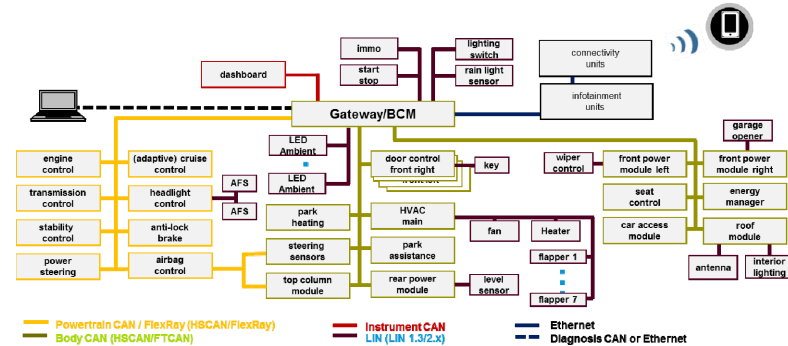 immo
lighting
switch
connectivity
units
dashboard
start
stop
rain light
sensor
infotainment
units
Gateway/BCM
garage
opener
LED
Ambient
engine
control
(adaptive) cruise
control
door control
front right
front left
key
wiper
control
front power
module left
front power
module right
LED
Ambient
AFS
transmission
control
headlight
control
AFS
seat
control
energy
manager
park
heating
HVAC
main
stability
control
anti-lock
brake
fan
Heater
car access
module
roof
module
steering
sensors
park
assistance
flapper 1
power
steering
airbag
control
antenna
interior
lighting
top column
module
rear power
module
level
sensor
flapper 7
Powertrain CAN / FlexRay (HSCAN/FlexRay)
Instrument CAN
Ethernet
Body CAN (HSCAN/FTCAN)
LIN (LIN 1.3/2.x)
Diagnosis CAN or Ethernet